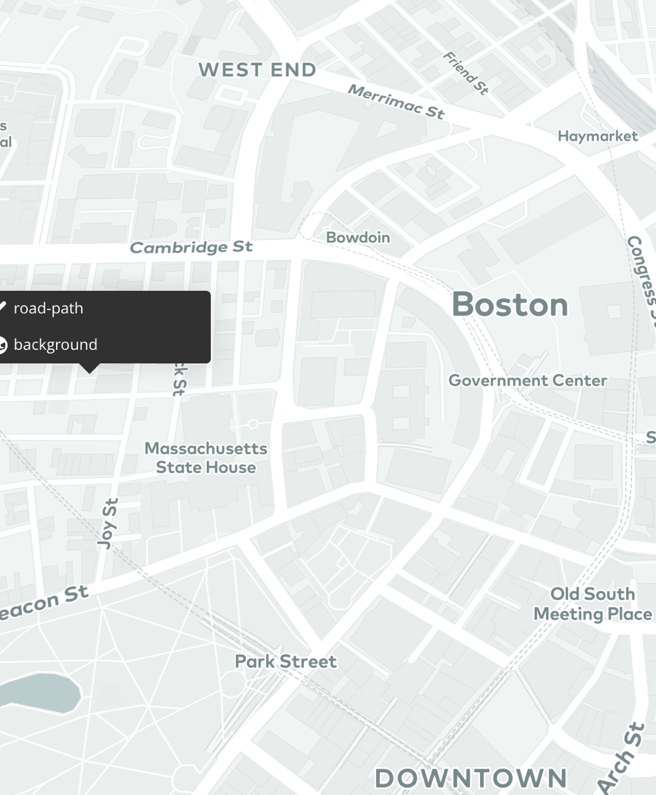 WEST END
Friend St
Merrimac St
s
al
Haymarket
Cambridge St
Bowdoin
Congress S
road-path
background
Boston
ck St
Government Center
Massachusetts
State House
S
Joy St
eacon St
Old South
Meeting Place
Park Street
Arch St
DOWNTOWN